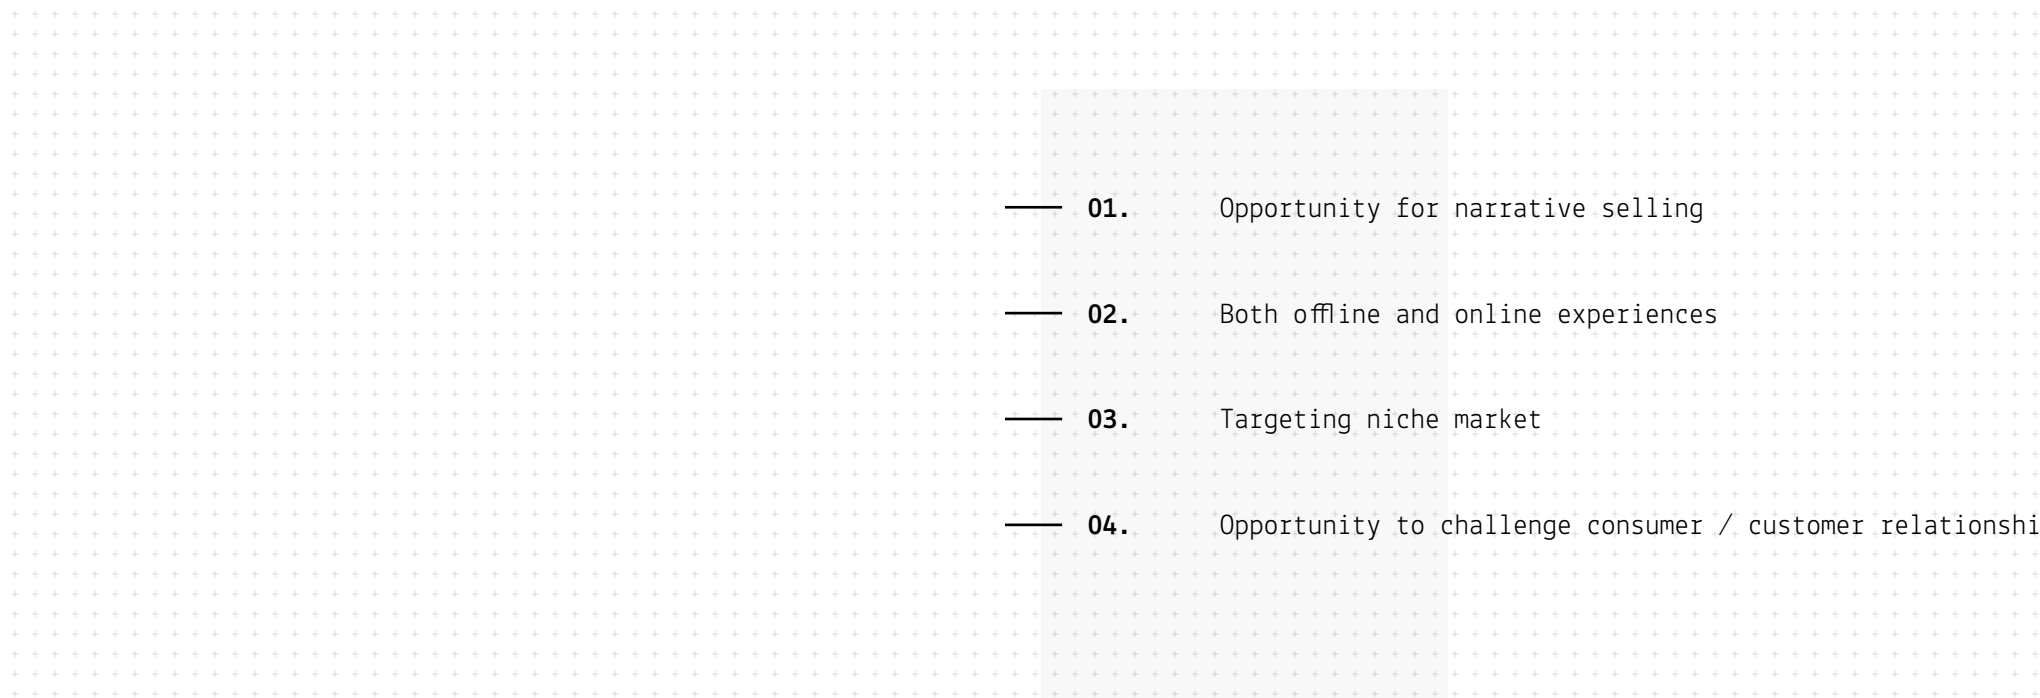 01. Opportunity for narrative selling
02. Both offline and online experiences
03. Targeting niche market
04. Opportunity to challenge consumer / customer relationshi